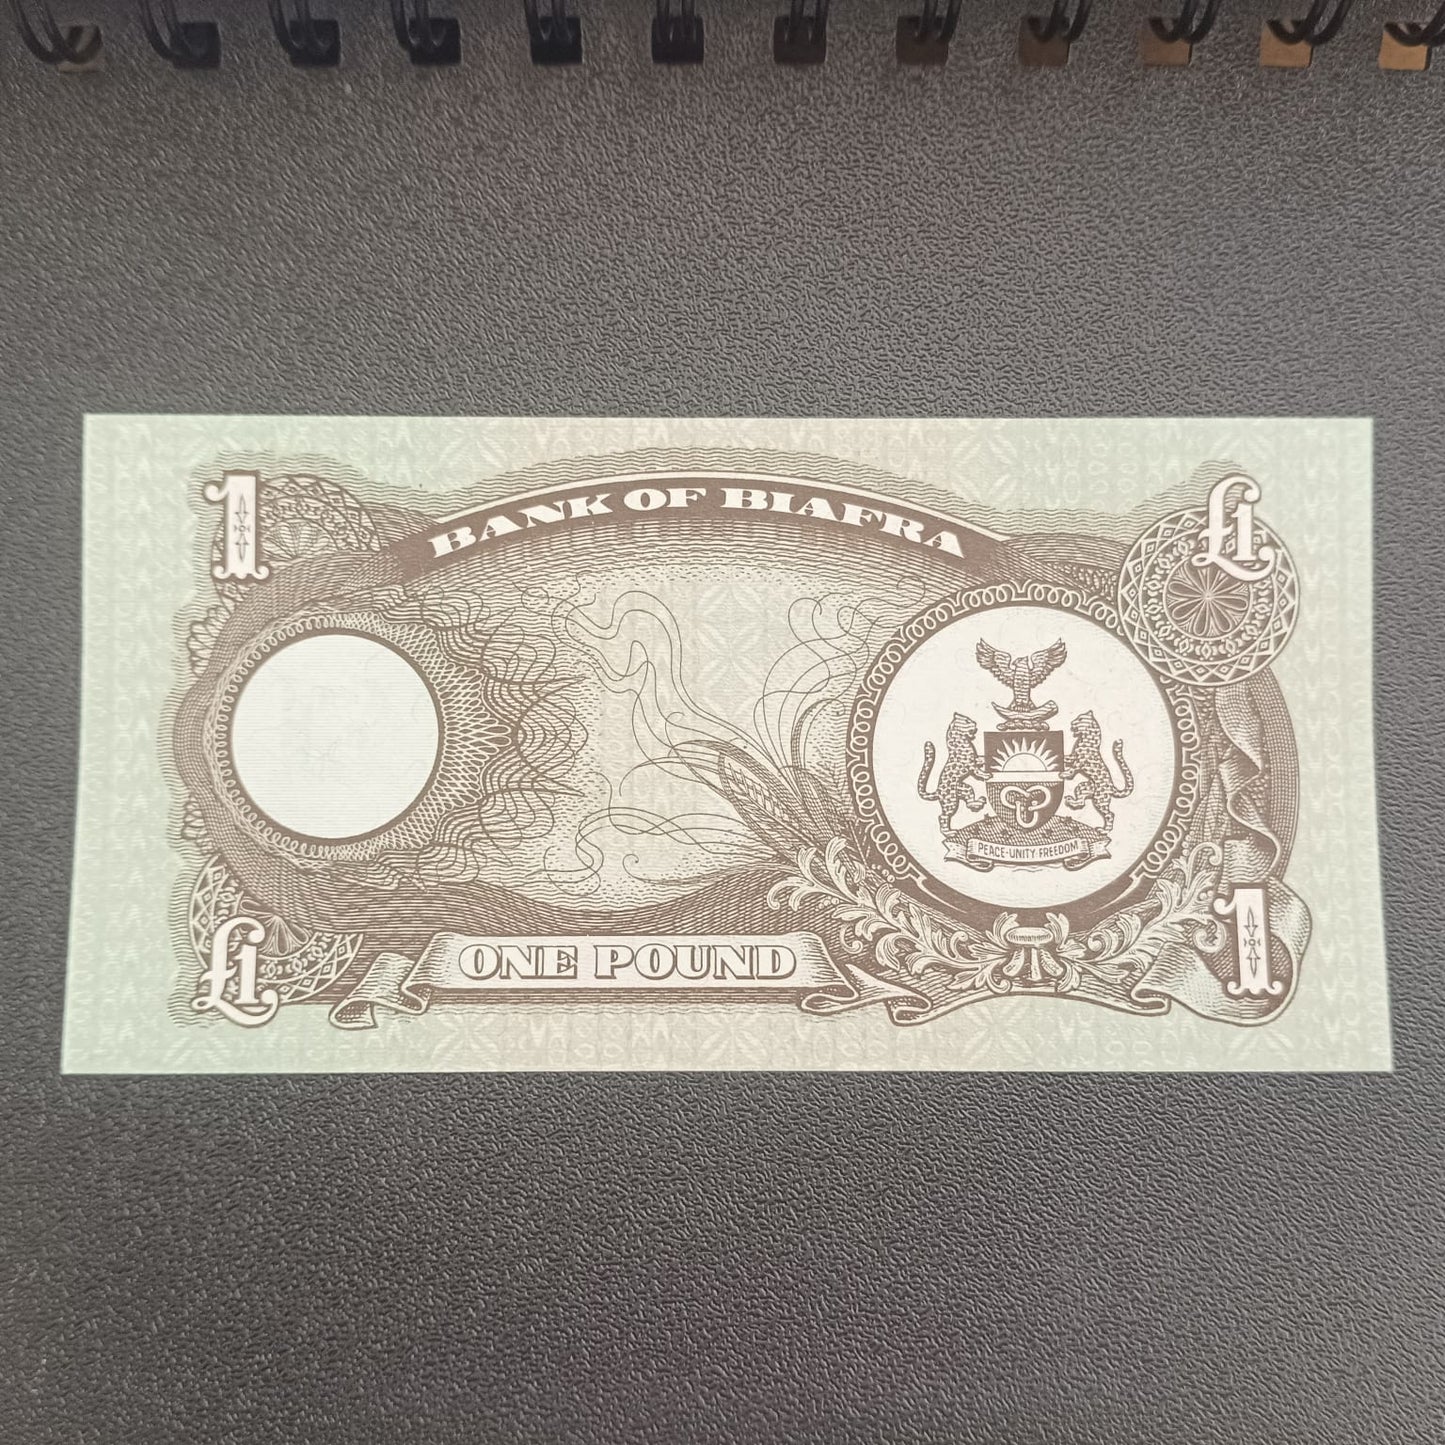 1
BANK OF BIAFRA
£1
PEACE·UNITY FREEDOM
£1
ONE POUND
1